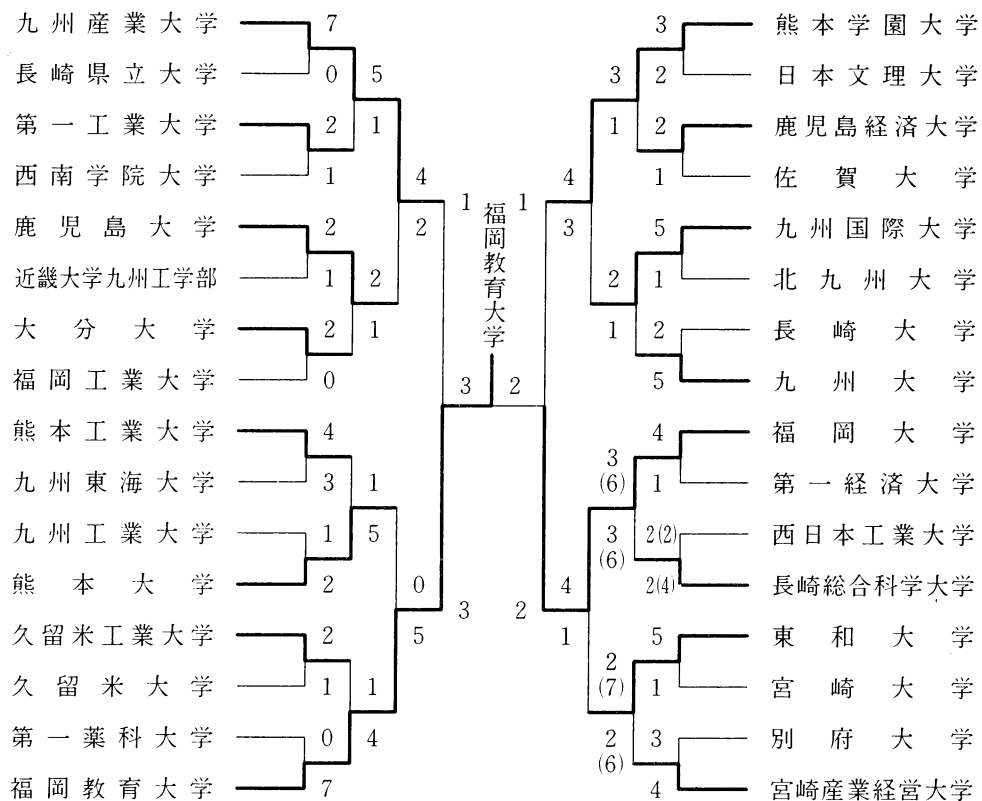 九州産業大学 7
長崎県立大学 0
5
第一工業大学 2
1
西南学院大学 1
4
2
鹿児島大学 2
近畿大学九州工学部 1
2
大分大学 2
1
福岡工業大学 0
1
3
熊本工業大学 4
九州東海大学 3
1
九州工業大学 1
5
熊本大学 2
0
5
久留米工業大学 2
久留米大学 1
1
第一薬科大学 0
4
福岡教育大学 7
3
福岡教育大学
1
2
3 熊本学園大学
2 日本文理大学
3
1
2 鹿児島経済大学
1 佐賀大学
4
3
5 九州国際大学
1 北九州大学
2
1
2 長崎大学
5 九州大学
4 福岡大学
1 第一経済大学
3
(6)
3
(6)
2(2) 西日本工業大学
2(4) 長崎総合科学大学
4
1
2
5 東和大学
1 宮崎大学
2
(7)
2
(6)
3 別府大学
4 宮崎産業経営大学